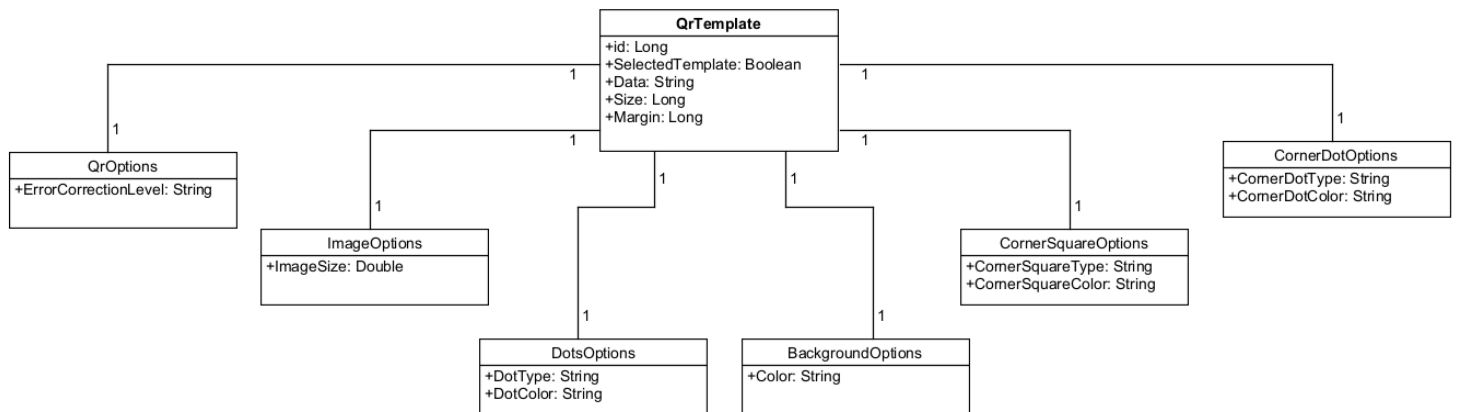 QrTemplate
+id: Long
+SelectedTemplate: Boolean
+Data: String
+Size: Long
+Margin: Long
1
1
1
1
1
1
1
1
1
1
1
1
QrOptions
+ErrorCorrectionLevel: String
CornerDotOptions
+CornerDotType: String
+CornerDotColor: String
ImageOptions
+ImageSize: Double
CornerSquareOptions
+CornerSquareType: String
+CornerSquareColor: String
DotsOptions
+DotType: String
+DotColor: String
BackgroundOptions
+Color: String